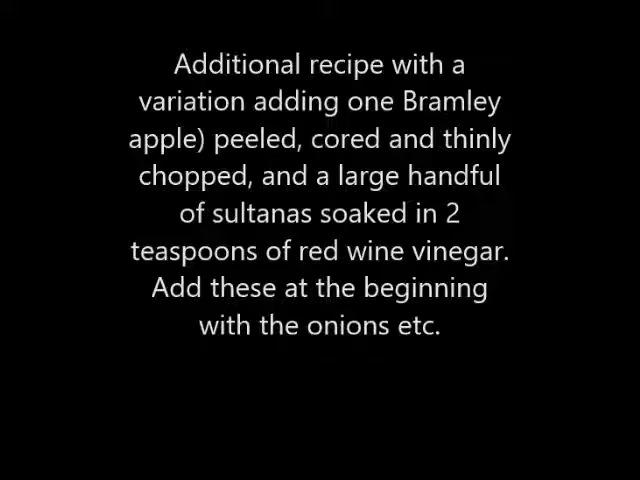 Additional recipe with a
variation adding one Bramley
apple) peeled, cored and thinly
chopped, and a large handful
of sultanas soaked in 2
teaspoons of red wine vinegar.
Add these at the beginning
with the onions etc.